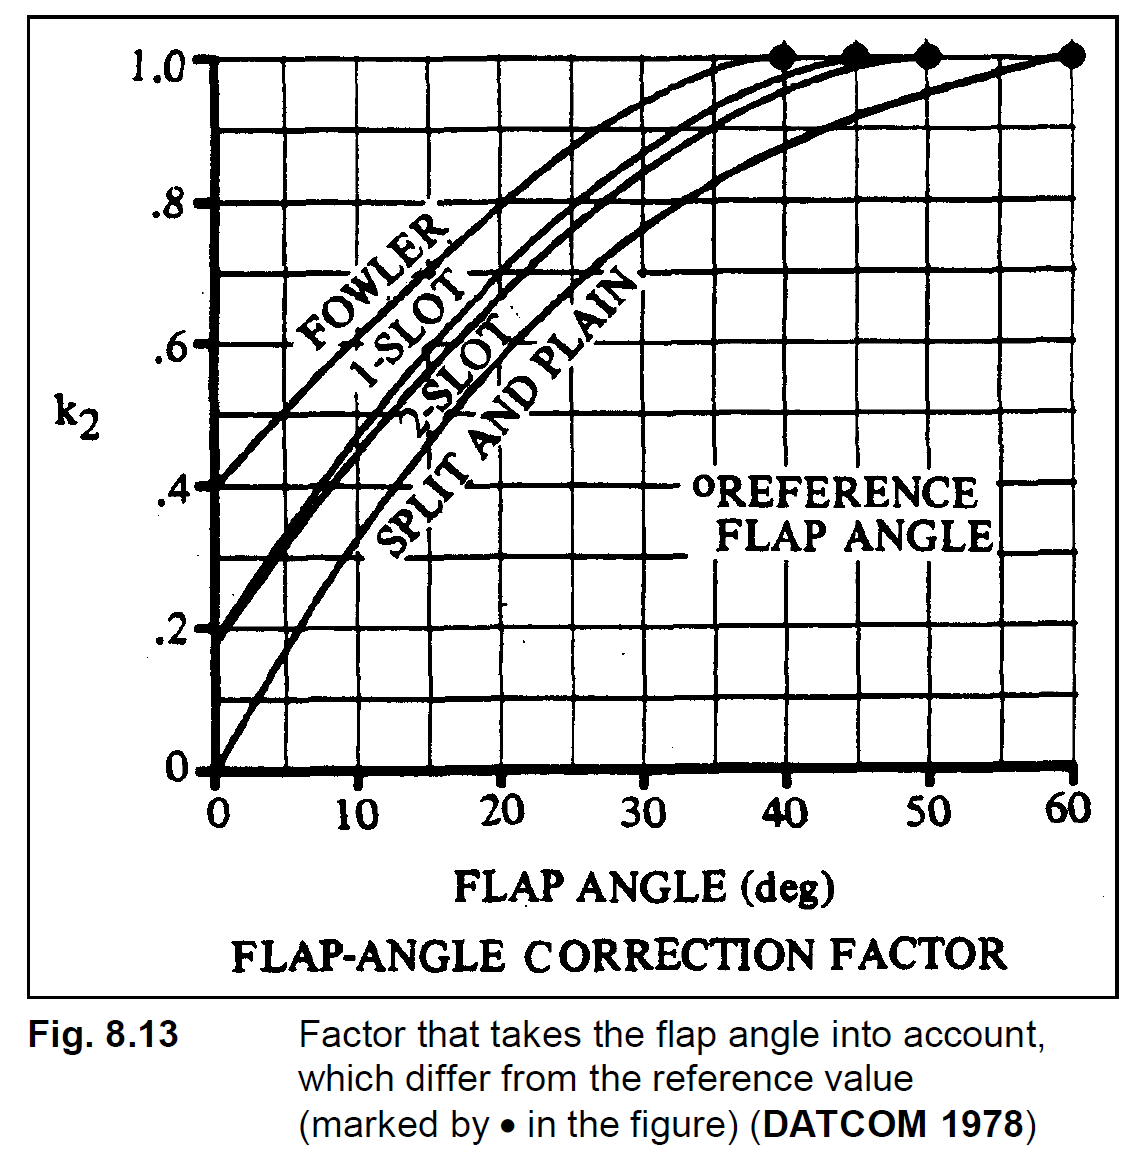 1.0
.8
.6
.4
.2
0
k2
FOWLER
1-SLOT
2-SLOT
SPLIT AND PLAIN
OREFERENCE
FLAP ANGLE
0 10 20 30 40 50 60
FLAP ANGLE (deg)
FLAP-ANGLE CORRECTION FACTOR
Fig. 8.13 Factor that takes the flap angle into account,
which differ from the reference value
(marked by • in the figure) (DATCOM 1978)